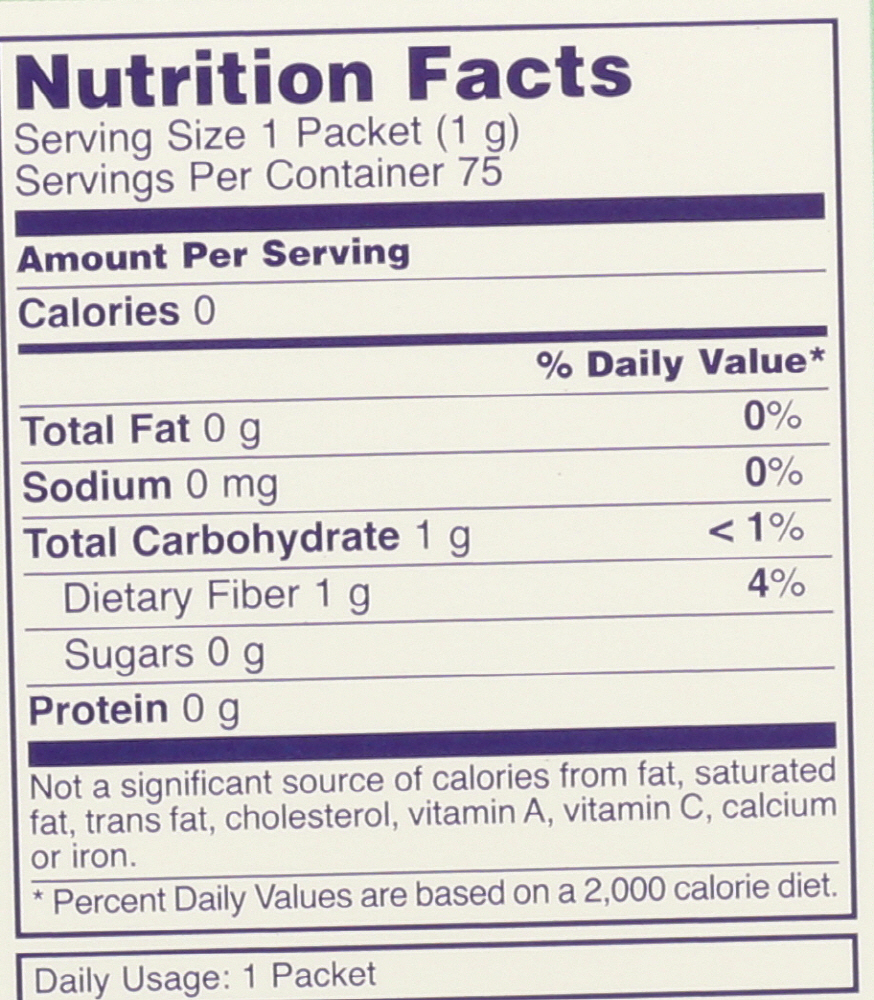 Nutrition Facts
Serving Size 1 Packet (1 g)
Servings Per Container 75
Amount Per Serving
Calories 0
% Daily Value*
Total Fat 0 g 0%
Sodium 0 mg 0%
Total Carbohydrate 1 g < 1%
Dietary Fiber 1 g 4%
Sugars 0 g
Protein 0 g
Not a significant source of calories from fat, saturated
fat, trans fat, cholesterol, vitamin A, vitamin C, calcium
or iron.
* Percent Daily Values are based on a 2,000 calorie diet.
Daily Usage: 1 Packet